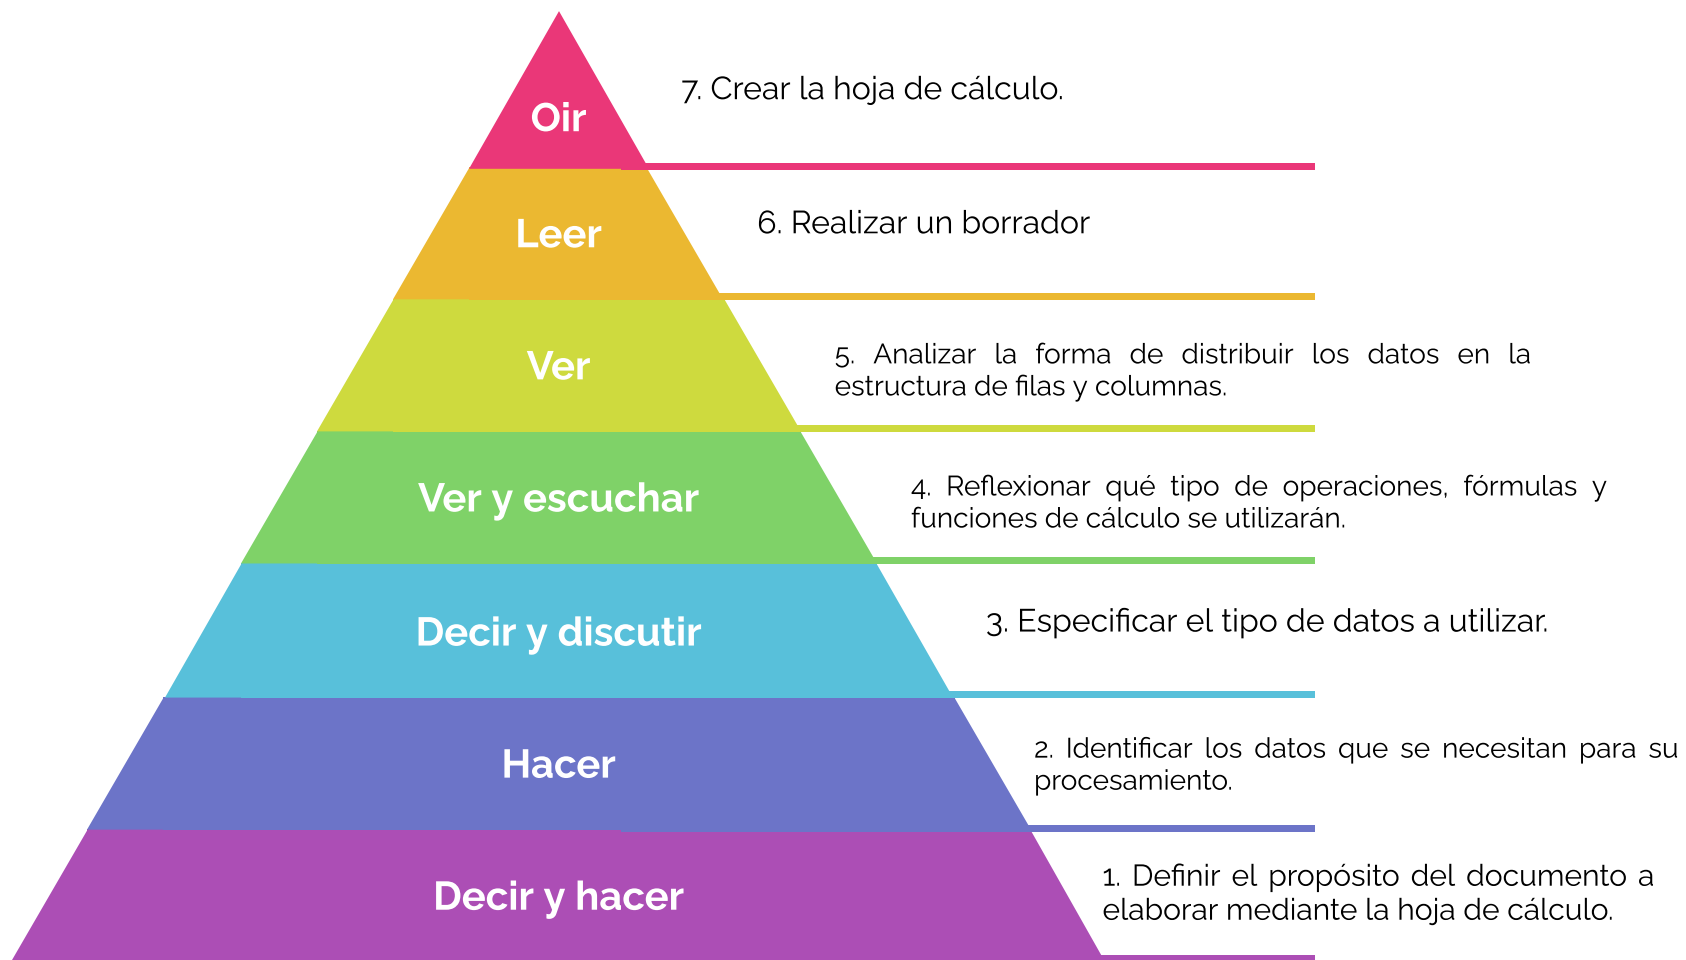 Oir
7. Crear la hoja de cálculo.
Leer
6. Realizar un borrador
Ver
5. Analizar la forma de distribuir los datos en la
estructura de filas y columnas.
Ver y escuchar
4. Reflexionar qué tipo de operaciones, fórmulas y
funciones de cálculo se utilizarán.
Decir y discutir
3. Especificar el tipo de datos a utilizar.
Hacer
2. Identificar los datos que se necesitan para su
procesamiento.
Decir y hacer
1. Definir el propósito del documento a
elaborar mediante la hoja de cálculo.